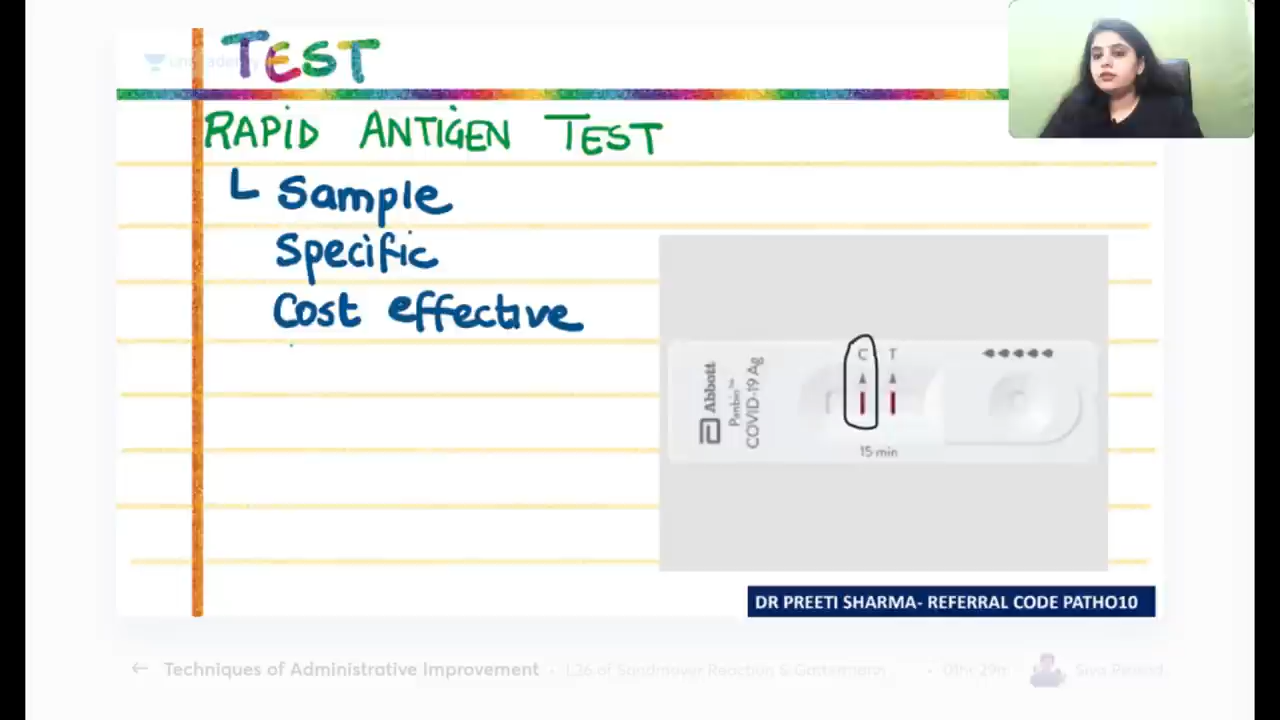 TEST
RAPID ANTIGEN TEST
Sample
Specific
Cost effective
C T
Abbott
Panbio™
COVID-19 Ag
15 min
DR PREETI SHARMA- REFERRAL CODE PATHO10
← Techniques of Administrative Improvement